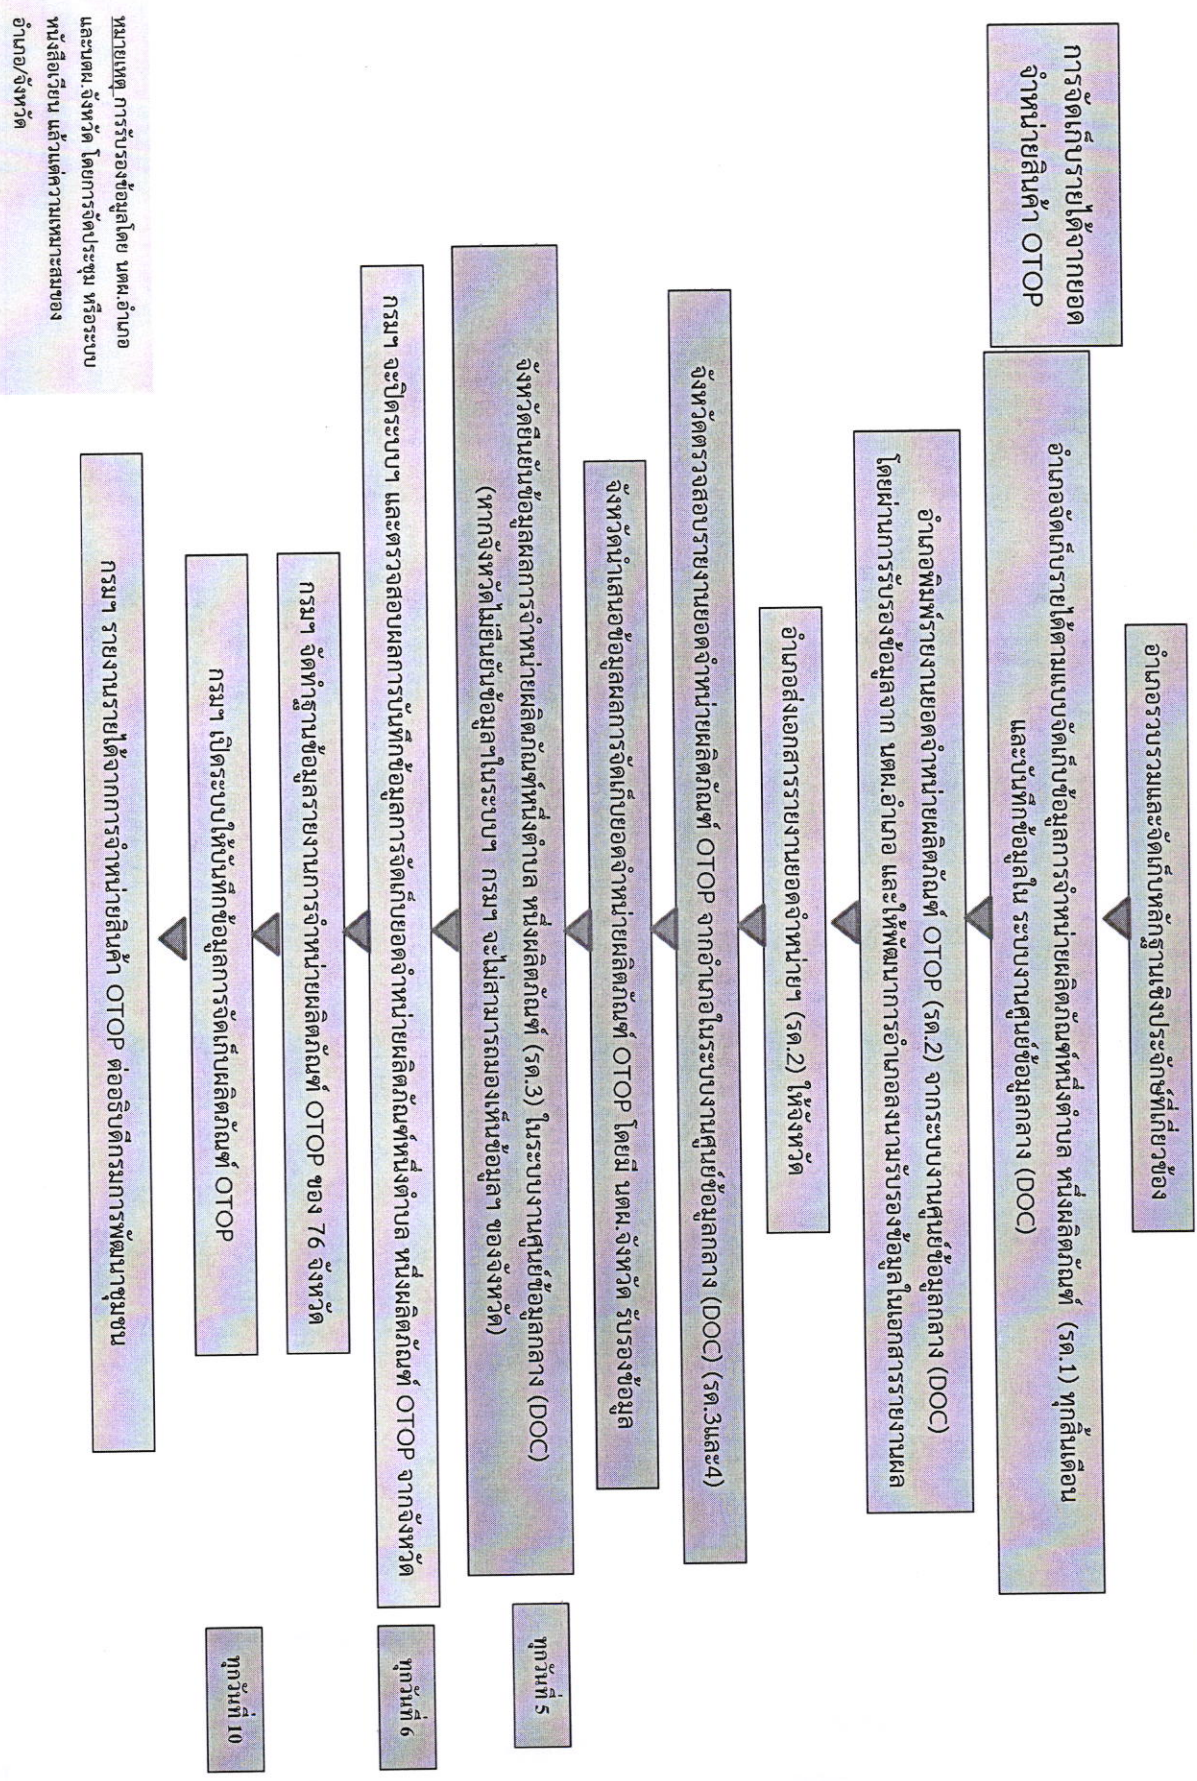 การจัดเก็บรายได้จากยอด
จำหน่ายสินค้า OTOP
อำเภอรวบรวมและจัดเก็บหลักฐานเชิงประจักษ์ที่เกี่ยวข้อง
อำเภอจัดเก็บรายได้ตามแบบจัดเก็บข้อมูลการจำหน่ายผลิตภัณฑ์หนึ่งตำบล หนึ่งผลิตภัณฑ์ (รด.1) ทุกสิ้นเดือน
และบันทึกข้อมูลใน ระบบงานศูนย์ข้อมูลกลาง (DOC)
อำเภอพิมพ์รายงานยอดจำหน่ายผลิตภัณฑ์ OTOP (รด.2) จากระบบงานศูนย์ข้อมูลกลาง (DOC)
โดยผ่านการรับรองข้อมูลจาก นตผ.อำเภอ และให้พัฒนาการอำเภอลงนามรับรองข้อมูลในเอกสารรายงานผล
อำเภอส่งเอกสารรายงานยอดจำหน่ายฯ (รด.2) ให้จังหวัด
จังหวัดตรวจสอบรายงานยอดจำหน่ายผลิตภัณฑ์ OTOP จากอำเภอในระบบงานศูนย์ข้อมูลกลาง (DOC) (รด.3และ4)
จังหวัดนำเสนอข้อมูลผลการจัดเก็บยอดจำหน่ายผลิตภัณฑ์ OTOP โดยมี นตผ.จังหวัด รับรองข้อมูล
จังหวัดยืนยันข้อมูลผลการจำหน่ายผลิตภัณฑ์หนึ่งตำบล หนึ่งผลิตภัณฑ์ (รด.3) ในระบบงานศูนย์ข้อมูลกลาง (DOC)
(หากจังหวัดไม่ยืนยันข้อมูลฯในระบบฯ กรมฯ จะไม่สามารถมองเห็นข้อมูลฯ ของจังหวัด)
ทุกวันที่ 5
กรมฯ จะปิดระบบฯ และตรวจสอบผลการบันทึกข้อมูลการจัดเก็บยอดจำหน่ายผลิตภัณฑ์หนึ่งตำบล หนึ่งผลิตภัณฑ์ OTOP จากจังหวัด
ทุกวันที่ 6
กรมฯ จัดทำฐานข้อมูลรายงานการจำหน่ายผลิตภัณฑ์ OTOP ของ 76 จังหวัด
กรมฯ เปิดระบบให้บันทึกข้อมูลการจัดเก็บผลิตภัณฑ์ OTOP
ทุกวันที่ 10
กรมฯ รายงานรายได้จากการจำหน่ายสินค้า OTOP ต่ออธิบดีกรมการพัฒนาชุมชน
หมายเหตุ การรับรองข้อมูลโดย นตผ.อำเภอ
และนตผ.จังหวัด โดยการจัดประชุม หรือระบบ
หนังสือเวียน แล้วแต่ความเหมาะสมของ
อำเภอ/จังหวัด